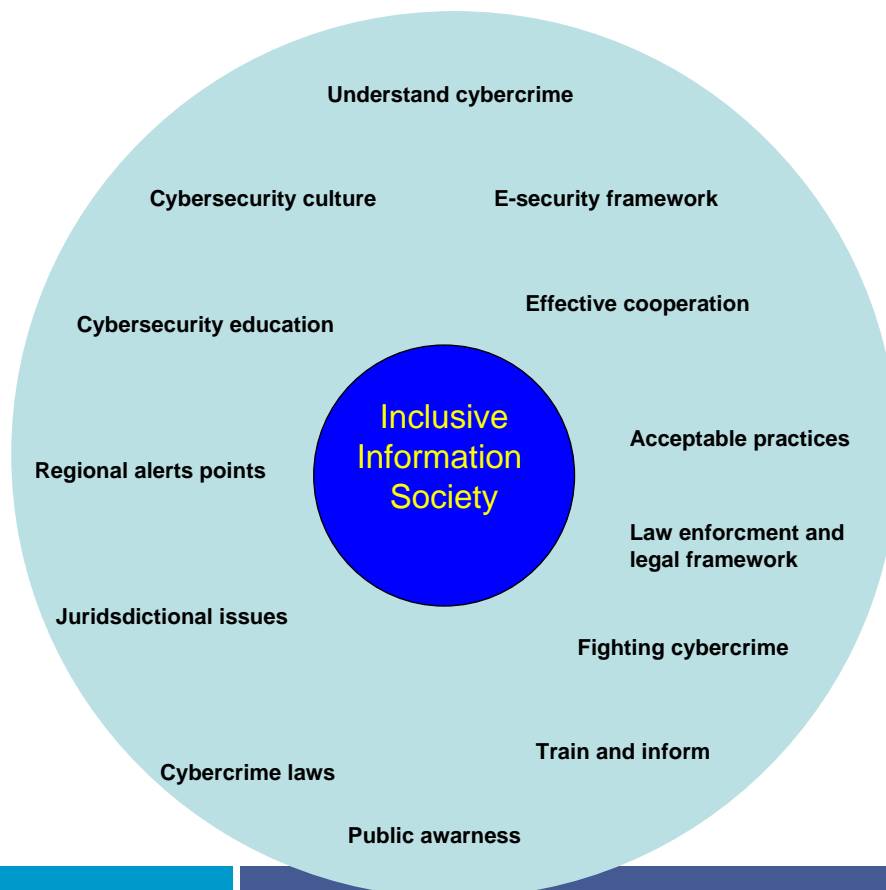 Understand cybercrime
Cybersecurity culture
E-security framework
Effective cooperation
Cybersecurity education
Inclusive
Information
Society
Acceptable practices
Regional alerts points
Law enforcment and
legal framework
Juridsdictional issues
Fighting cybercrime
Train and inform
Cybercrime laws
Public awarness